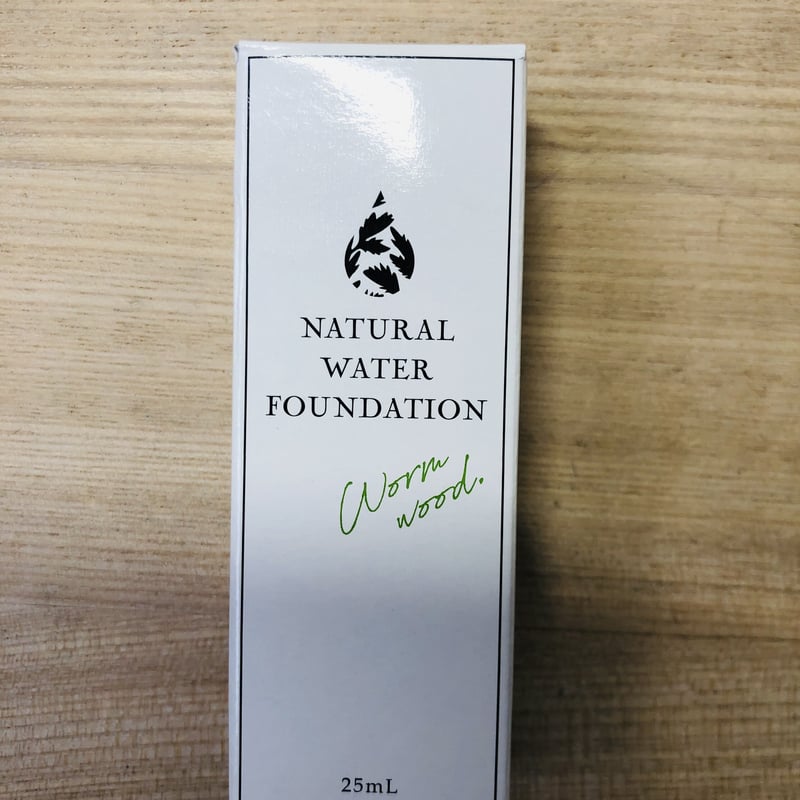 NATURAL
WATER
FOUNDATION
Worm
wood.
25mL